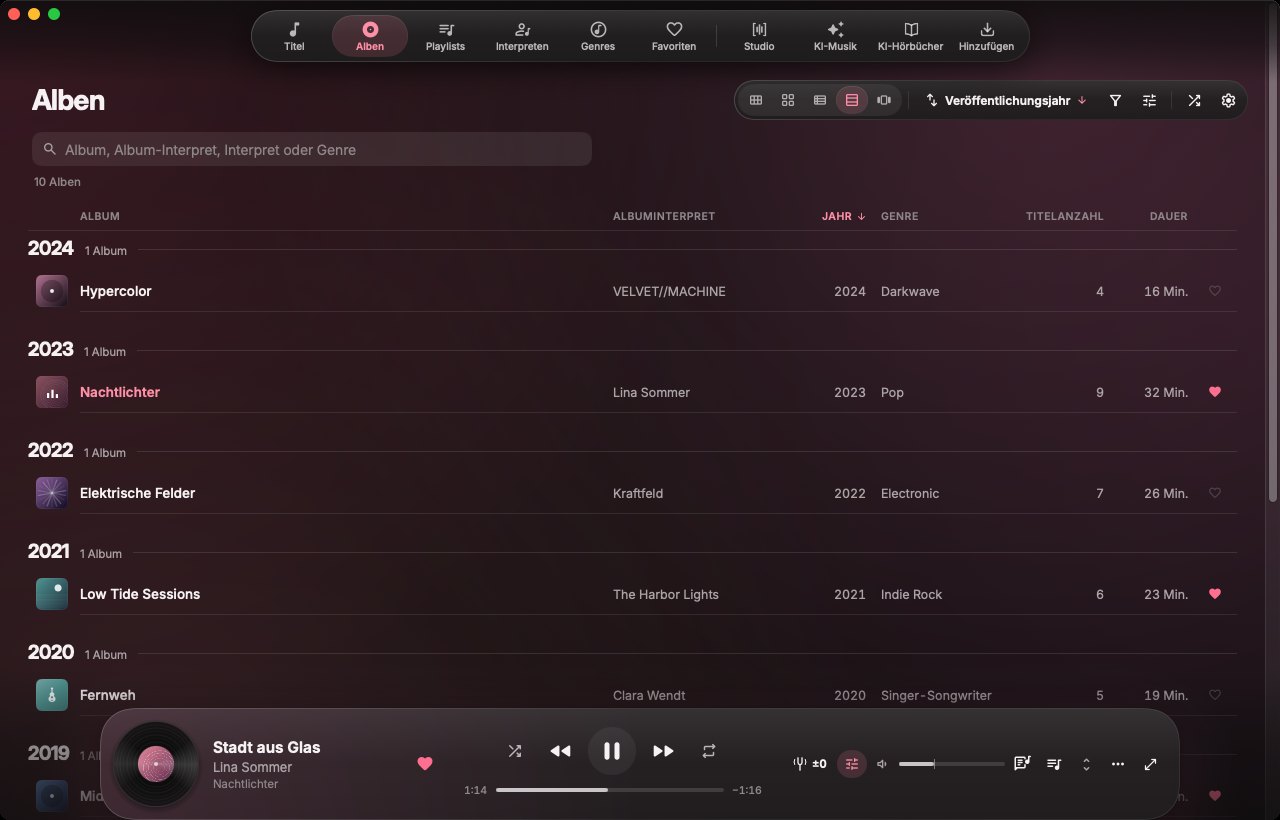 Titel
Alben
Playlists
Interpreten
Genres
Favoriten
Studio
KI-Musik
KI-Hörbücher
Hinzufügen
Alben
Veröffentlichungsjahr
Album, Album-Interpret, Interpret oder Genre
10 Alben
ALBUM ALBUMINTERPRET JAHR ↓ GENRE TITELANZAHL DAUER
2024 1 Album
Hypercolor VELVET//MACHINE 2024 Darkwave 4 16 Min.
2023 1 Album
Nachtlichter Lina Sommer 2023 Pop 9 32 Min.
2022 1 Album
Elektrische Felder Kraftfeld 2022 Electronic 7 26 Min.
2021 1 Album
Low Tide Sessions The Harbor Lights 2021 Indie Rock 6 23 Min.
2020 1 Album
Fernweh Clara Wendt 2020 Singer-Songwriter 5 19 Min.
2019
Stadt aus Glas
Lina Sommer
Nachtlichter
1:14 −1:16
±0